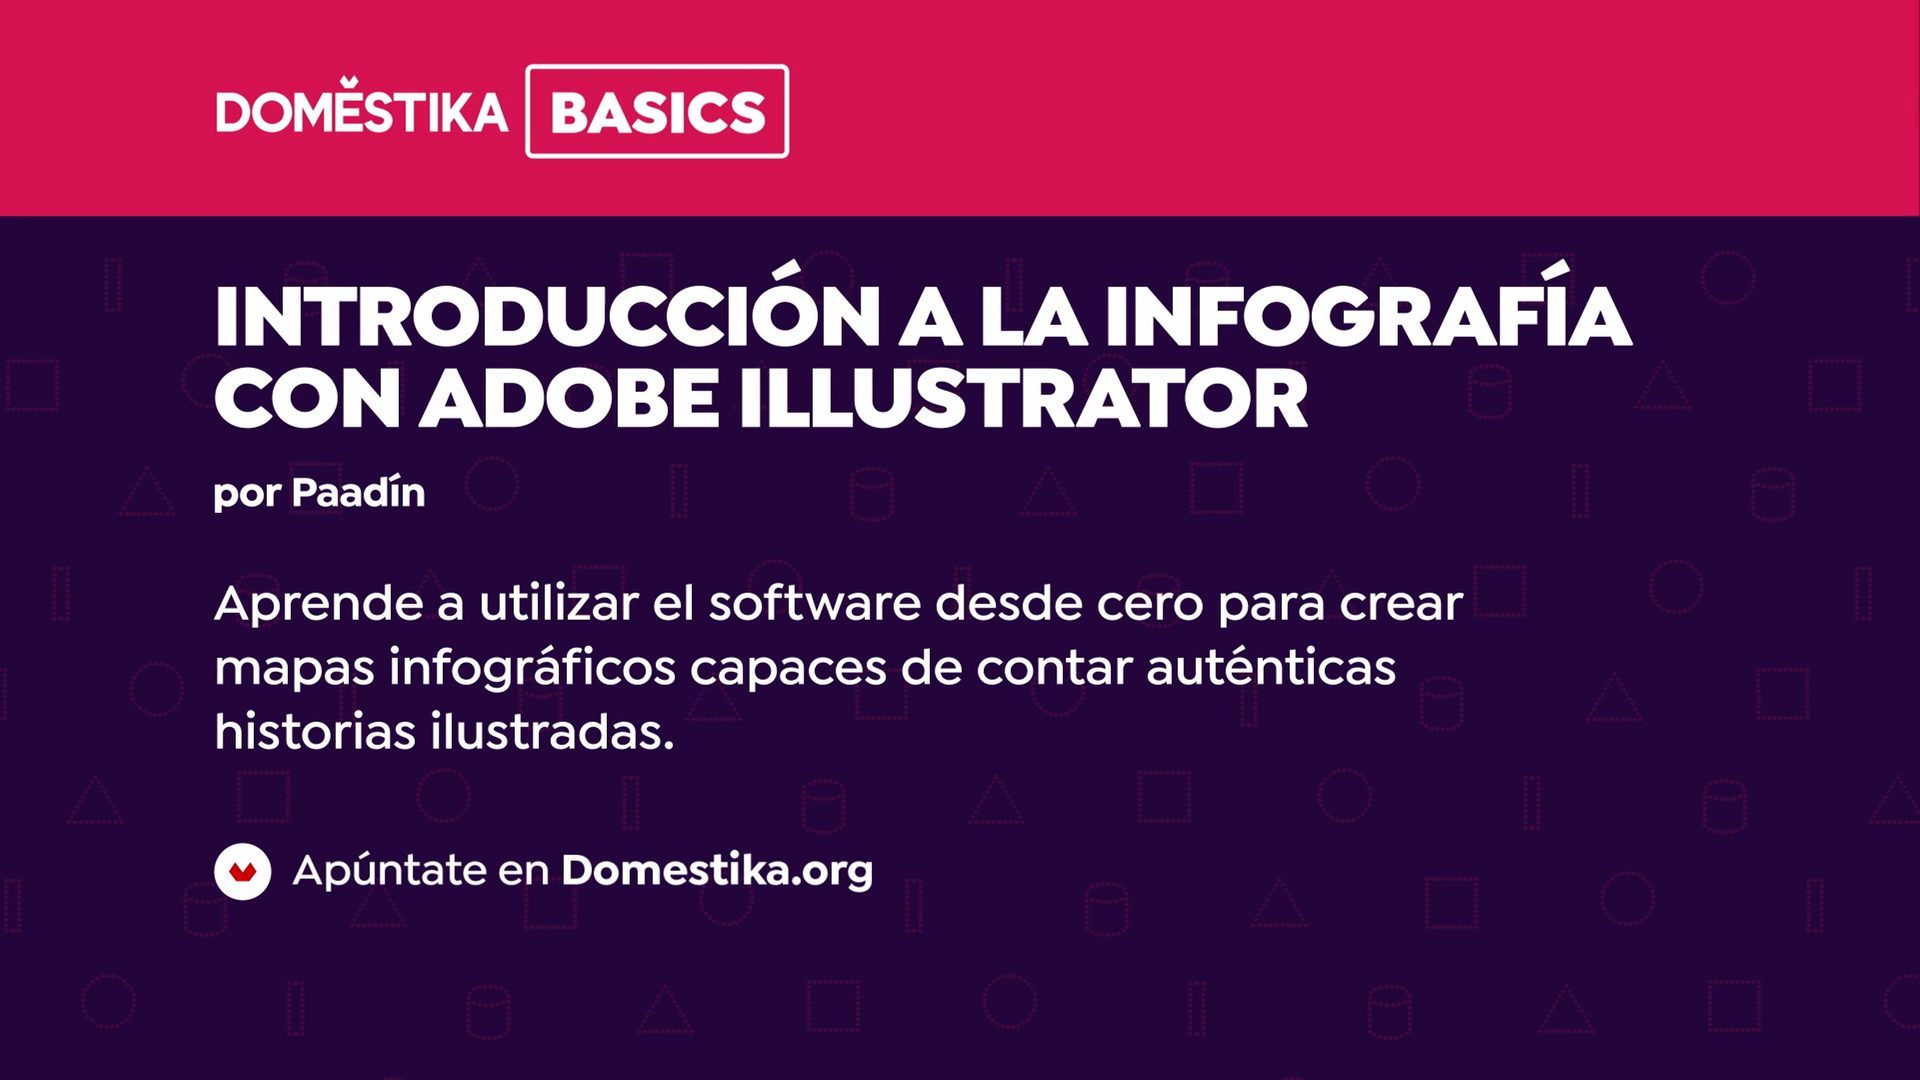 DOMESTIKA BASICS
INTRODUCCIÓN A LA INFOGRAFÍA
CON ADOBE ILLUSTRATOR
por Paadín
Aprende a utilizar el software desde cero para crear
mapas infográficos capaces de contar auténticas
historias ilustradas.
Apúntate en Domestika.org